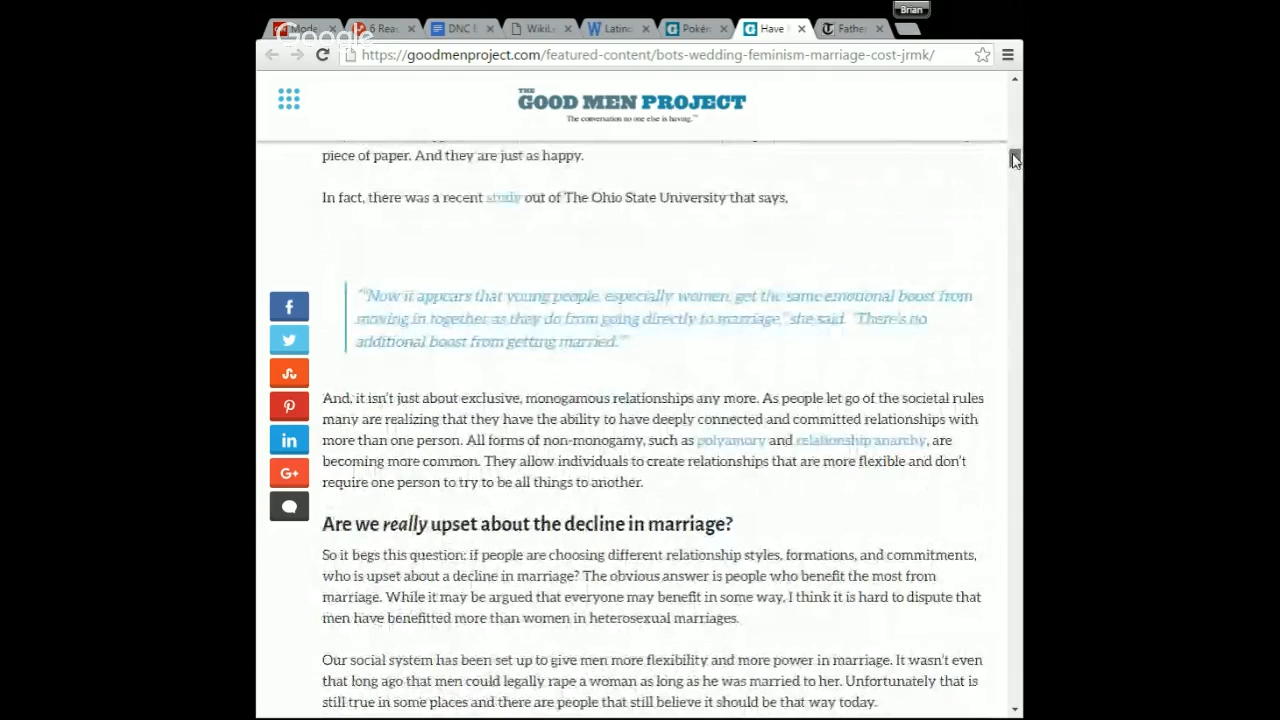 Brian
Mode
6 Rea
DNC
WikiL
Latin
Pokém
Have
Fathe
Google
https://goodmenproject.com/featured-content/bots-wedding-feminism-marriage-cost-jrmk/
THE
GOOD MEN PROJECT
The conversation no one else is having.™
piece of paper. And they are just as happy.
In fact, there was a recent study out of The Ohio State University that says,
"'Now it appears that young people, especially women, get the same emotional boost from
moving in together as they do from going directly to marriage,' she said. 'There's no
additional boost from getting married.'"
And, it isn't just about exclusive, monogamous relationships any more. As people let go of the societal rules
many are realizing that they have the ability to have deeply connected and committed relationships with
more than one person. All forms of non-monogamy, such as polyamory and relationship anarchy, are
becoming more common. They allow individuals to create relationships that are more flexible and don't
require one person to try to be all things to another.
Are we really upset about the decline in marriage?
So it begs this question: if people are choosing different relationship styles, formations, and commitments,
who is upset about a decline in marriage? The obvious answer is people who benefit the most from
marriage. While it may be argued that everyone may benefit in some way, I think it is hard to dispute that
men have benefitted more than women in heterosexual marriages.
Our social system has been set up to give men more flexibility and more power in marriage. It wasn't even
that long ago that men could legally rape a woman as long as he was married to her. Unfortunately that is
still true in some places and there are people that still believe it should be that way today.